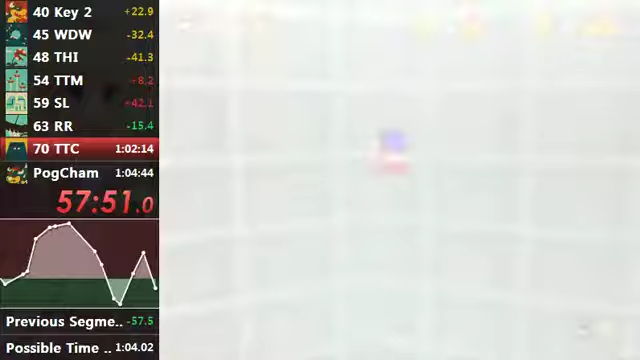 40 Key 2 +22.9
45 WDW -32.4
48 THI -41.3
54 TTM +8.2
59 SL +42.1
63 RR -15.4
70 TTC 1:02:14
PogCham 1:04:44
57:51.0
Previous Segme.. -57.5
Possible Time .. 1:04.02